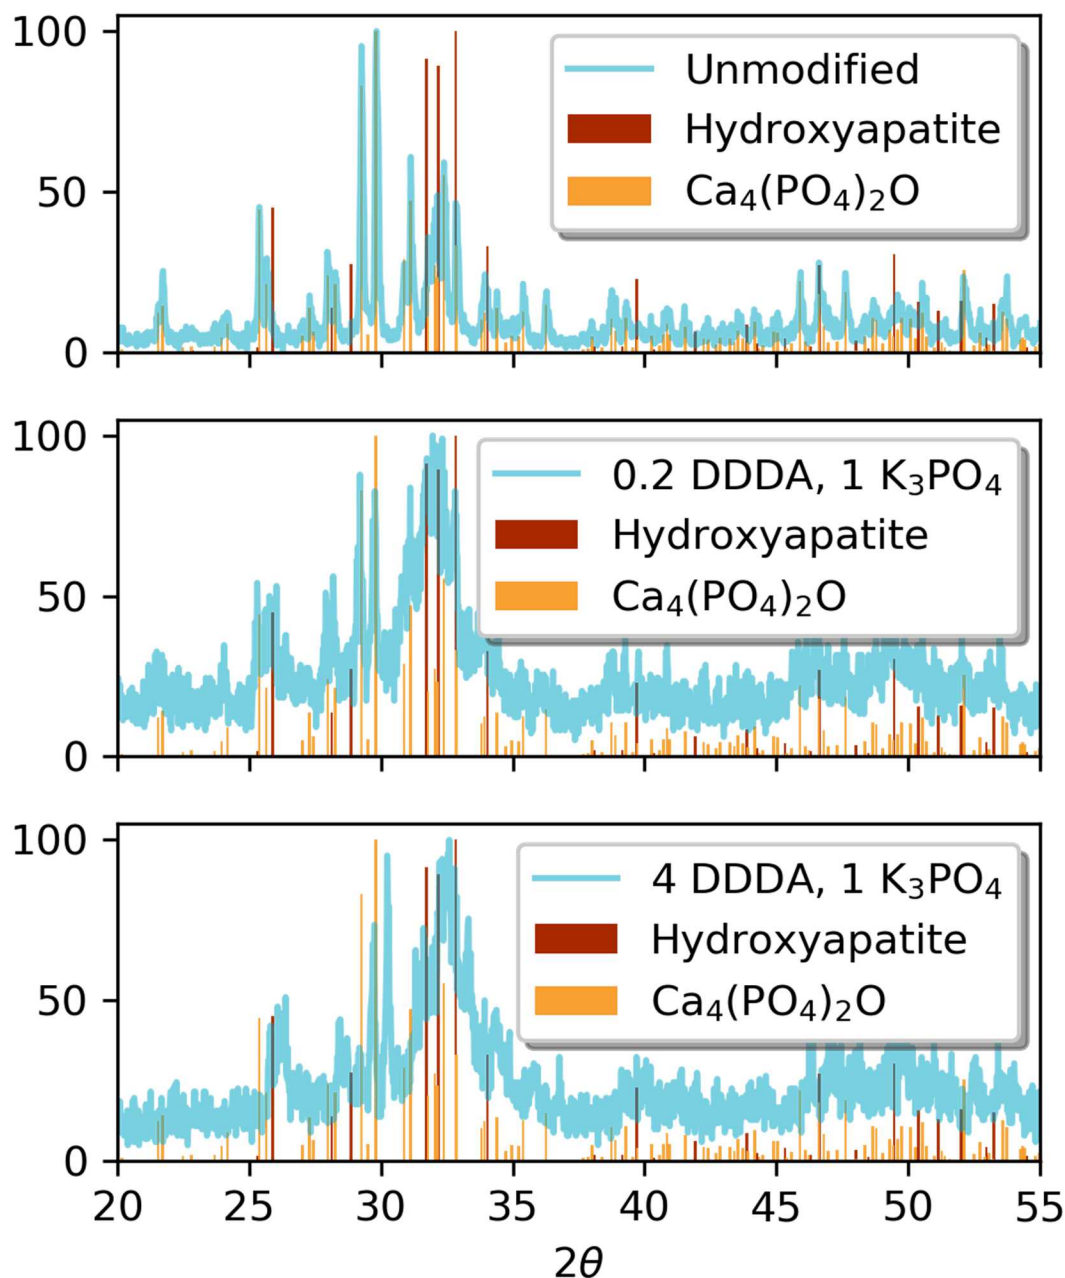 100
50
0
Unmodified
Hydroxyapatite
Ca₄(PO₄)₂O
100
50
0
0.2 DDDA, 1 K₃PO₄
Hydroxyapatite
Ca₄(PO₄)₂O
100
50
0
4 DDDA, 1 K₃PO₄
Hydroxyapatite
Ca₄(PO₄)₂O
20 25 30 35 40 45 50 55
2θ